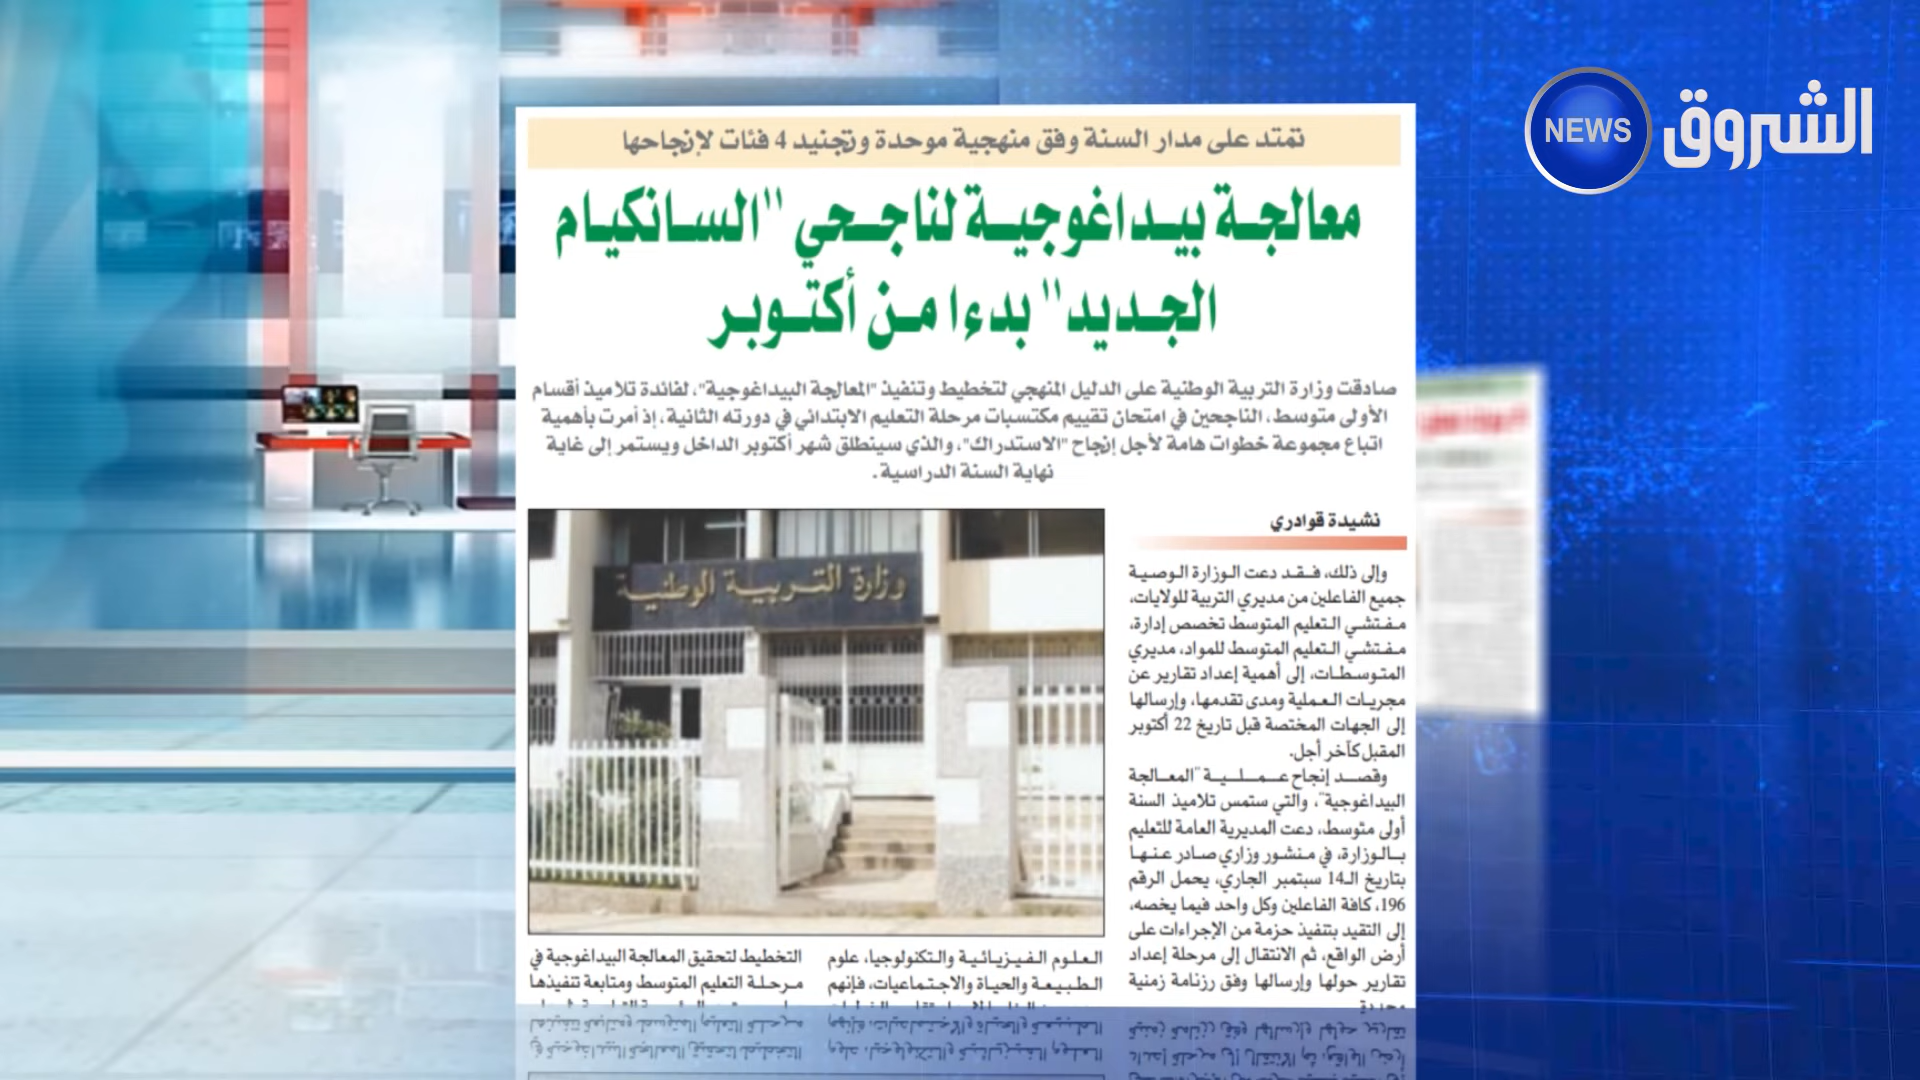 NEWS الشروق
تمتد على مدار السنة وفق منهجية موحدة وتجنيد 4 فئات لإنجاحها
معالجة بيداغوجية لناجحي "السانكيام
الجديد" بدءا من أكتوبر
صادقت وزارة التربية الوطنية على الدليل المنهجي لتخطيط وتنفيذ "المعالجة البيداغوجية"، لفائدة تلاميذ أقسام
الأولى متوسط، الناجحين في امتحان تقييم مكتسبات مرحلة التعليم الابتدائي في دورته الثانية، إذ أمرت بأهمية
اتباع مجموعة خطوات هامة لأجل إنجاح "الاستدراك"، والذي سينطلق شهر أكتوبر الداخل ويستمر إلى غاية
نهاية السنة الدراسية.
نشيدة قوادري
وإلى ذلك، فقد دعت الوزارة الوصية
جميع الفاعلين من مديري التربية للولايات،
مفتشي التعليم المتوسط تخصص إدارة،
مفتشي التعليم المتوسط للمواد، مديري
المتوسطات، إلى أهمية إعداد تقارير عن
مجريات العملية ومدى تقدمها، وإرسالها
إلى الجهات المختصة قبل تاريخ 22 أكتوبر
المقبل كآخر أجل.
وقصد إنجاح عملية "المعالجة
البيداغوجية"، والتي ستمس تلاميذ السنة
أولى متوسط، دعت المديرية العامة للتعليم
بالوزارة، في منشور وزاري صادر عنها
بتاريخ الـ14 سبتمبر الجاري، يحمل الرقم
196، كافة الفاعلين وكل واحد فيما يخصه،
إلى التقيد بتنفيذ حزمة من الإجراءات على
أرض الواقع، ثم الانتقال إلى مرحلة إعداد
تقارير حولها وإرسالها وفق رزنامة زمنية
وزارة التربية الوطنية
العلوم الفيزيائية والتكنولوجيا، علوم
الطبيعة والحياة والاجتماعيات، فإنهم
التخطيط لتحقيق المعالجة البيداغوجية في
مرحلة التعليم المتوسط ومتابعة تنفيذها